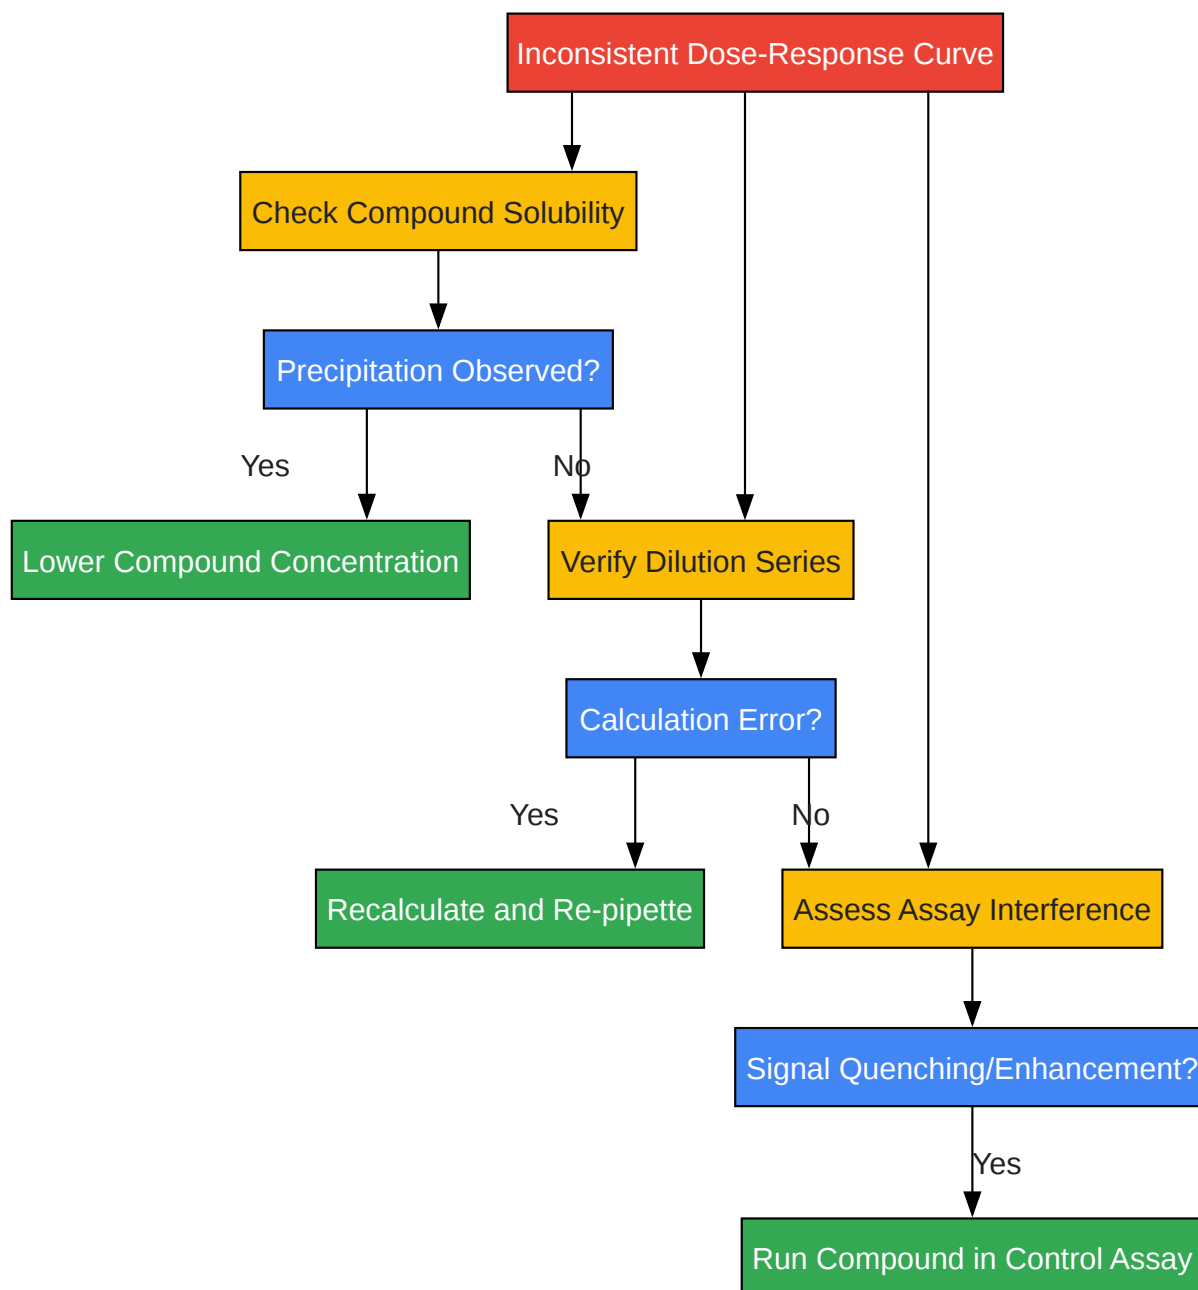 Inconsistent Dose-Response Curve
Check Compound Solubility
Precipitation Observed?
Yes
No
Lower Compound Concentration
Verify Dilution Series
Calculation Error?
Yes
No
Recalculate and Re-pipette
Assess Assay Interference
Signal Quenching/Enhancement?
Yes
Run Compound in Control Assay